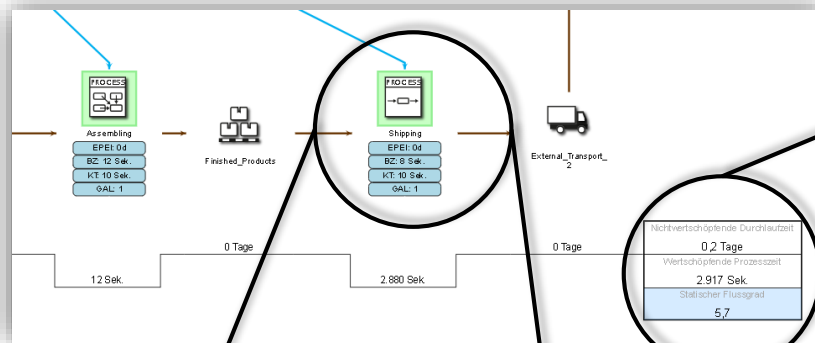 PROCESS
Assembling
EPEI: 0d
BZ: 12 Sek.
KT: 10 Sek.
GAL: 1
Finished_Products
PROCESS
Shipping
EPEI: 0d
BZ: 8 Sek.
KT: 10 Sek.
GAL: 1
External_Transport_
2
0 Tage
0 Tage
12 Sek.
2.880 Sek.
Nichtwertschöpfende Durchlaufzeit
0,2 Tage
Wertschöpfende Prozesszeit
2.917 Sek.
Statischer Flussgrad
5,7